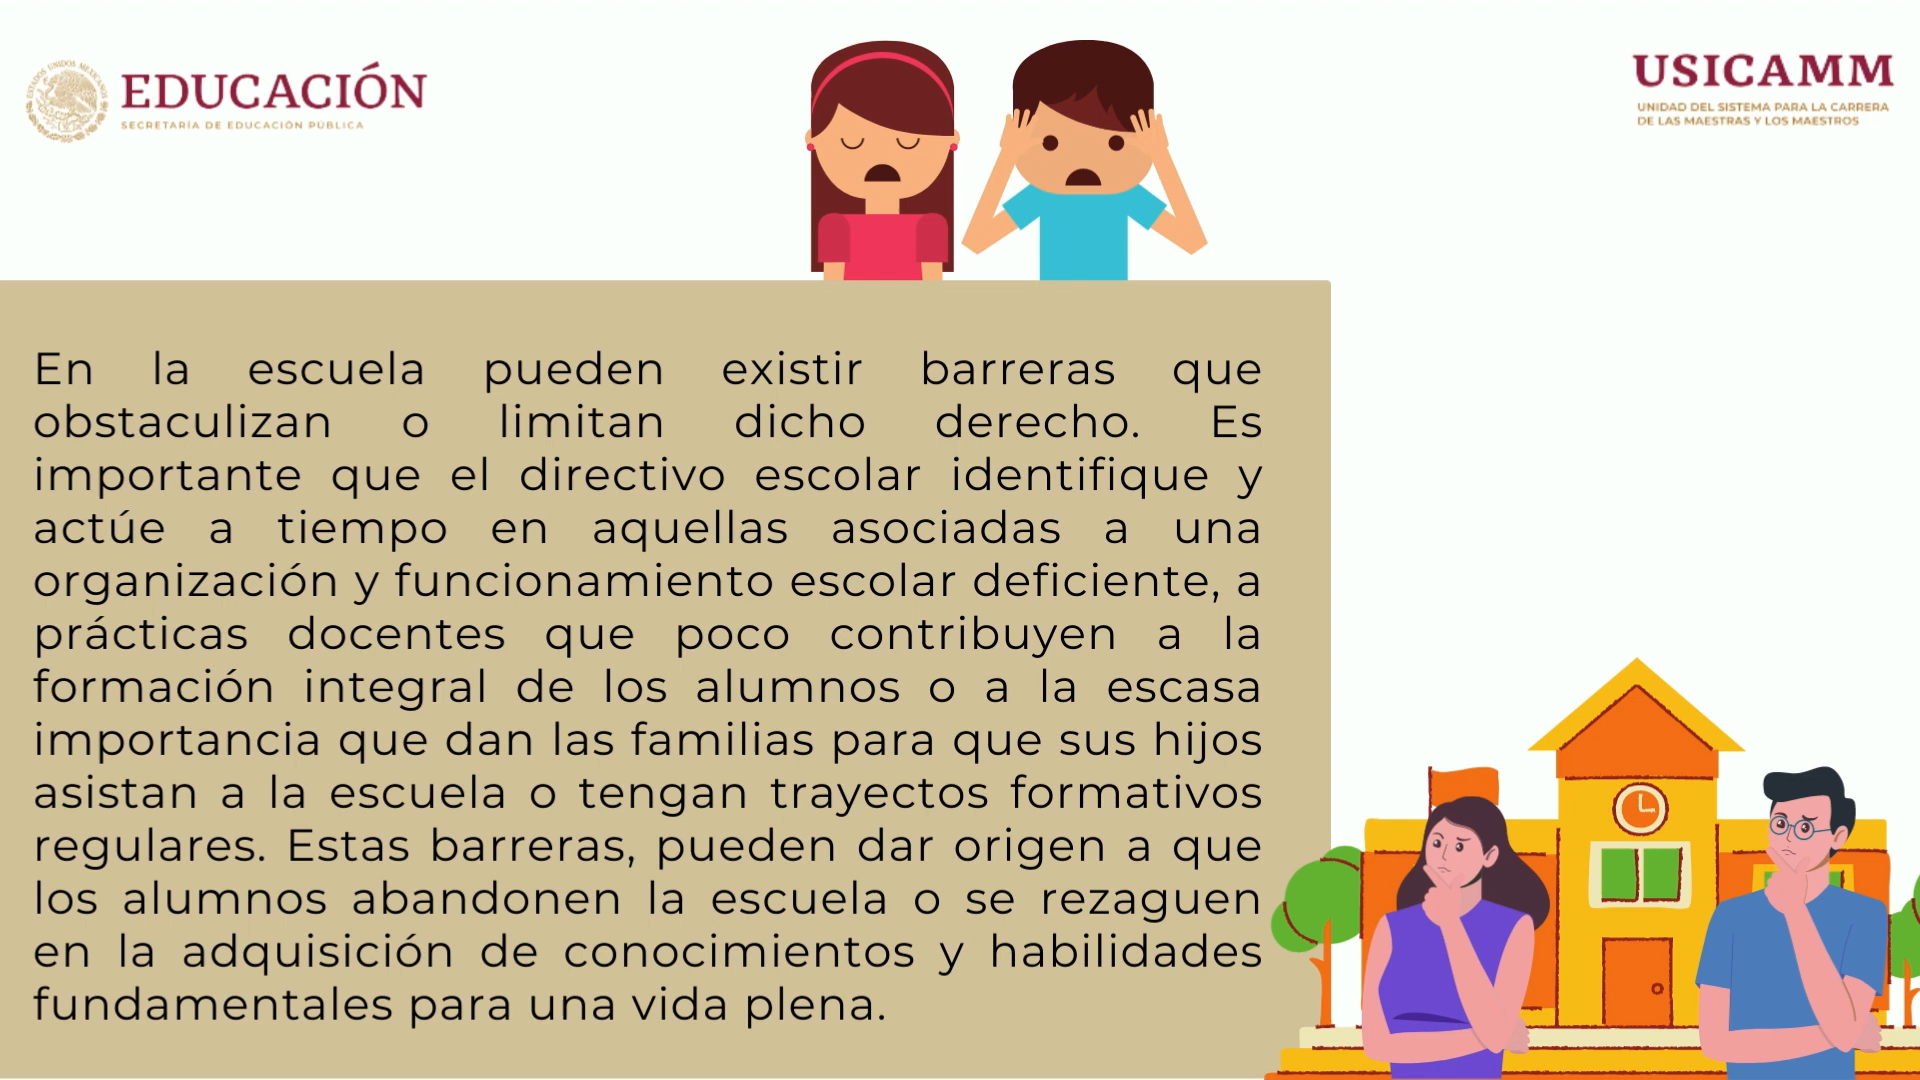 ESTADOS UNIDOS MEXICANOS
EDUCACIÓN
SECRETARÍA DE EDUCACIÓN PÚBLICA
USICAMM
UNIDAD DEL SISTEMA PARA LA CARRERA
DE LAS MAESTRAS Y LOS MAESTROS
En la escuela pueden existir barreras que
obstaculizan o limitan dicho derecho. Es
importante que el directivo escolar identifique y
actúe a tiempo en aquellas asociadas a una
organización y funcionamiento escolar deficiente, a
prácticas docentes que poco contribuyen a la
formación integral de los alumnos o a la escasa
importancia que dan las familias para que sus hijos
asistan a la escuela o tengan trayectos formativos
regulares. Estas barreras, pueden dar origen a que
los alumnos abandonen la escuela o se rezaguen
en la adquisición de conocimientos y habilidades
fundamentales para una vida plena.